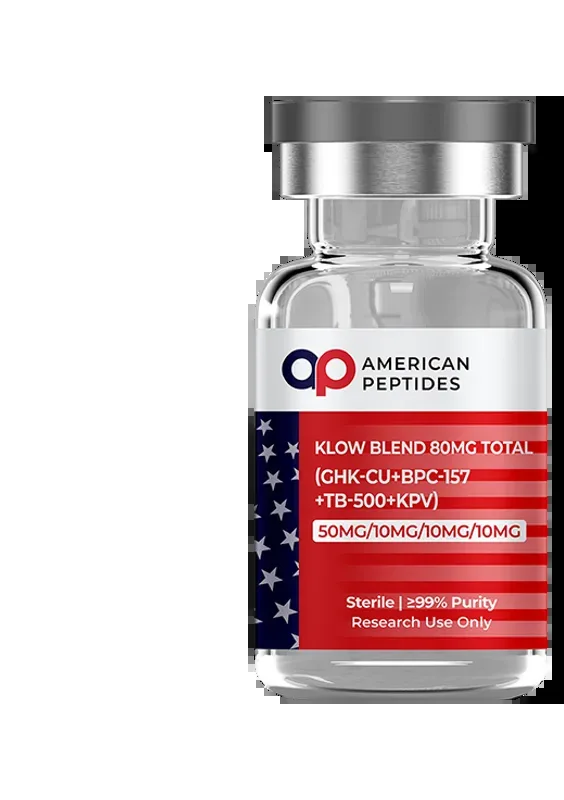 ap AMERICAN
PEPTIDES
KLOW BLEND 80MG TOTAL
(GHK-CU+BPC-157
+TB-500+KPV)
50MG/10MG/10MG/10MG
Sterile | ≥99% Purity
Research Use Only